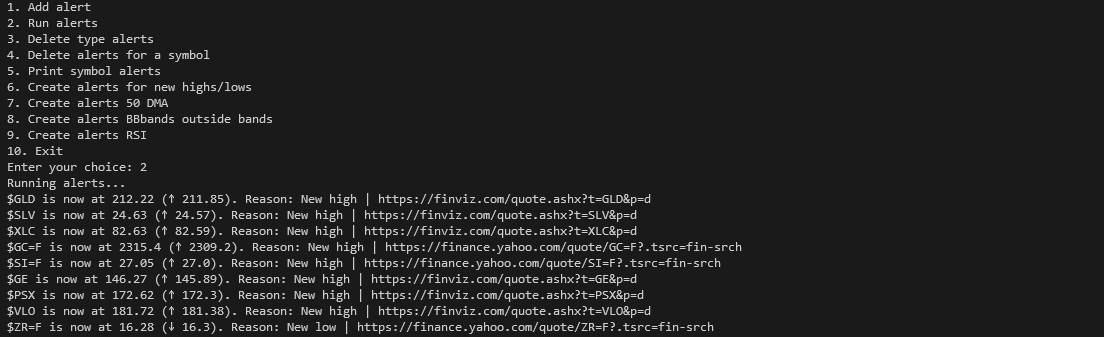 1. Add alert
2. Run alerts
3. Delete type alerts
4. Delete alerts for a symbol
5. Print symbol alerts
6. Create alerts for new highs/lows
7. Create alerts 50 DMA
8. Create alerts BBbands outside bands
9. Create alerts RSI
10. Exit
Enter your choice: 2
Running alerts...
$GLD is now at 212.22 (↑ 211.85). Reason: New high | https://finviz.com/quote.ashx?t=GLD&p=d
$SLV is now at 24.63 (↑ 24.57). Reason: New high | https://finviz.com/quote.ashx?t=SLV&p=d
$XLC is now at 82.63 (↑ 82.59). Reason: New high | https://finviz.com/quote.ashx?t=XLC&p=d
$GC=F is now at 2315.4 (↑ 2309.2). Reason: New high | https://finance.yahoo.com/quote/GC=F?.tsrc=fin-srch
$SI=F is now at 27.05 (↑ 27.0). Reason: New high | https://finance.yahoo.com/quote/SI=F?.tsrc=fin-srch
$GE is now at 146.27 (↑ 145.89). Reason: New high | https://finviz.com/quote.ashx?t=GE&p=d
$PSX is now at 172.62 (↑ 172.3). Reason: New high | https://finviz.com/quote.ashx?t=PSX&p=d
$VLO is now at 181.72 (↑ 181.38). Reason: New high | https://finviz.com/quote.ashx?t=VLO&p=d
$ZR=F is now at 16.28 (↓ 16.3). Reason: New low | https://finance.yahoo.com/quote/ZR=F?.tsrc=fin-srch